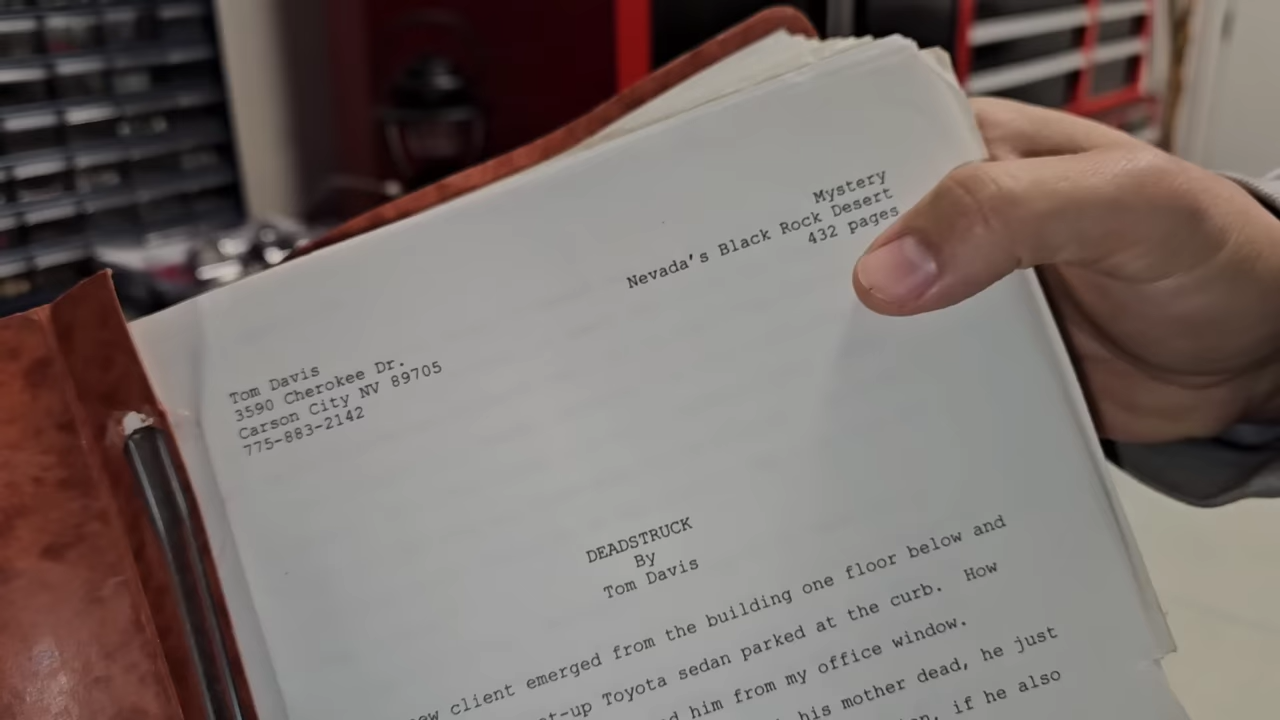 Mystery
Nevada's Black Rock Desert
432 pages
Tom Davis
3590 Cherokee Dr.
Carson City NV 89705
775-883-2142
DEADSTRUCK
By
Tom Davis
client emerged from the building one floor below and
Toyota sedan parked at the curb. How
him from my office window.
his mother dead, he just
if he also